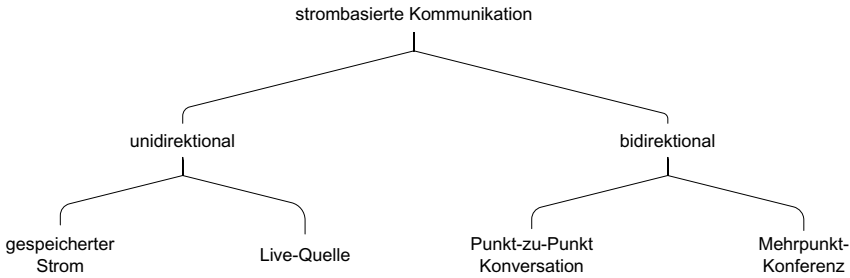 strombasierte Kommunikation
unidirektional
bidirektional
gespeicherter
Strom
Live-Quelle
Punkt-zu-Punkt
Konversation
Mehrpunkt-
Konferenz